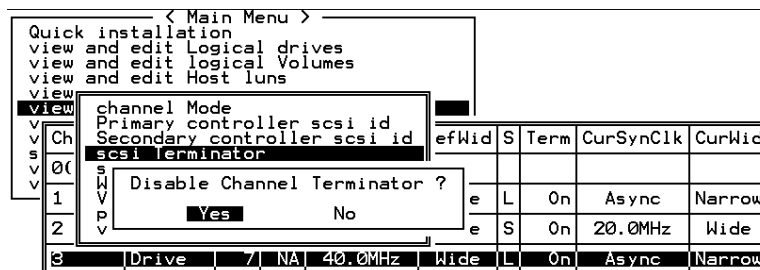 < Main Menu >
Quick installation
view and edit Logical drives
view and edit logical Volumes
view and edit Host luns
view
view
channel Mode
v Primary controller scsi id
v Ch Secondary controller scsi id efWid S Term CurSynClk CurWid
s scsi Terminator
v 0( s
v W Disable Channel Terminator ?
1 V e L On Async Narrow
P Yes No
2 v e S On 20.0MHz Wide
3 Drive 7 NA 40.0MHz Wide L On Async Narrow